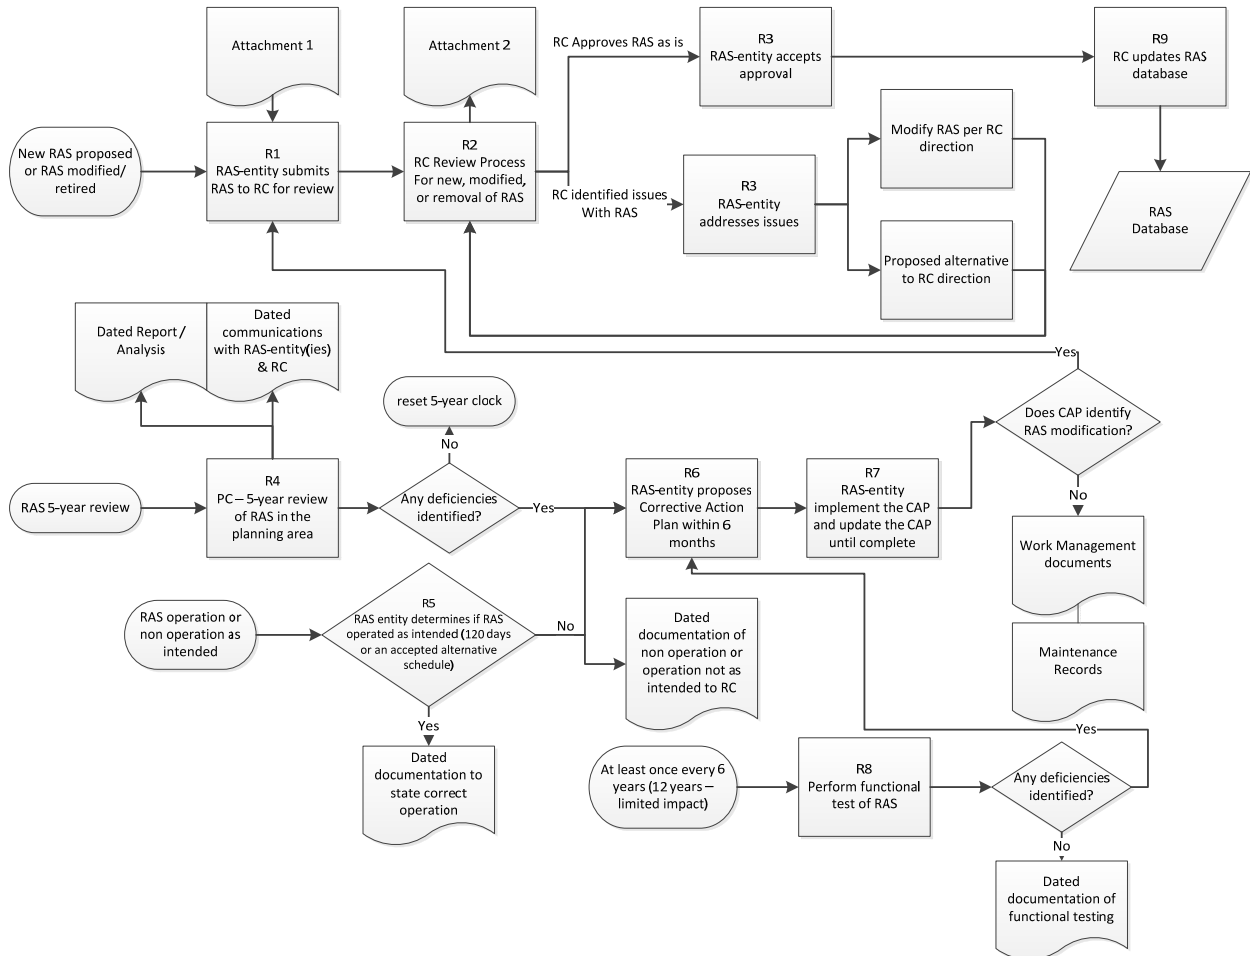 Attachment 1
Attachment 2
RC Approves RAS as is
R3
RAS-entity accepts
approval
R9
RC updates RAS
database
New RAS proposed
or RAS modified/
retired
R1
RAS-entity submits
RAS to RC for review
R2
RC Review Process
For new, modified,
or removal of RAS
RC identified issues
With RAS
R3
RAS-entity
addresses issues
Modify RAS per RC
direction
Proposed alternative
to RC direction
RAS
Database
Dated Report /
Analysis
Dated
communications
with RAS-entity(ies)
& RC
Yes
reset 5-year clock
No
Does CAP identify
RAS modification?
RAS 5-year review
R4
PC – 5-year review
of RAS in the
planning area
Any deficiencies
identified?
Yes
R6
RAS-entity proposes
Corrective Action
Plan within 6
months
R7
RAS-entity
implement the CAP
and update the CAP
until complete
No
Work Management
documents
Maintenance
Records
RAS operation or
non operation as
intended
R5
RAS entity determines if RAS
operated as intended (120 days
or an accepted alternative
schedule)
No
Dated
documentation of
non operation or
operation not as
intended to RC
Yes
Dated
documentation to
state correct
operation
At least once every 6
years (12 years –
limited impact)
R8
Perform functional
test of RAS
Any deficiencies
identified?
Yes
No
Dated
documentation of
functional testing